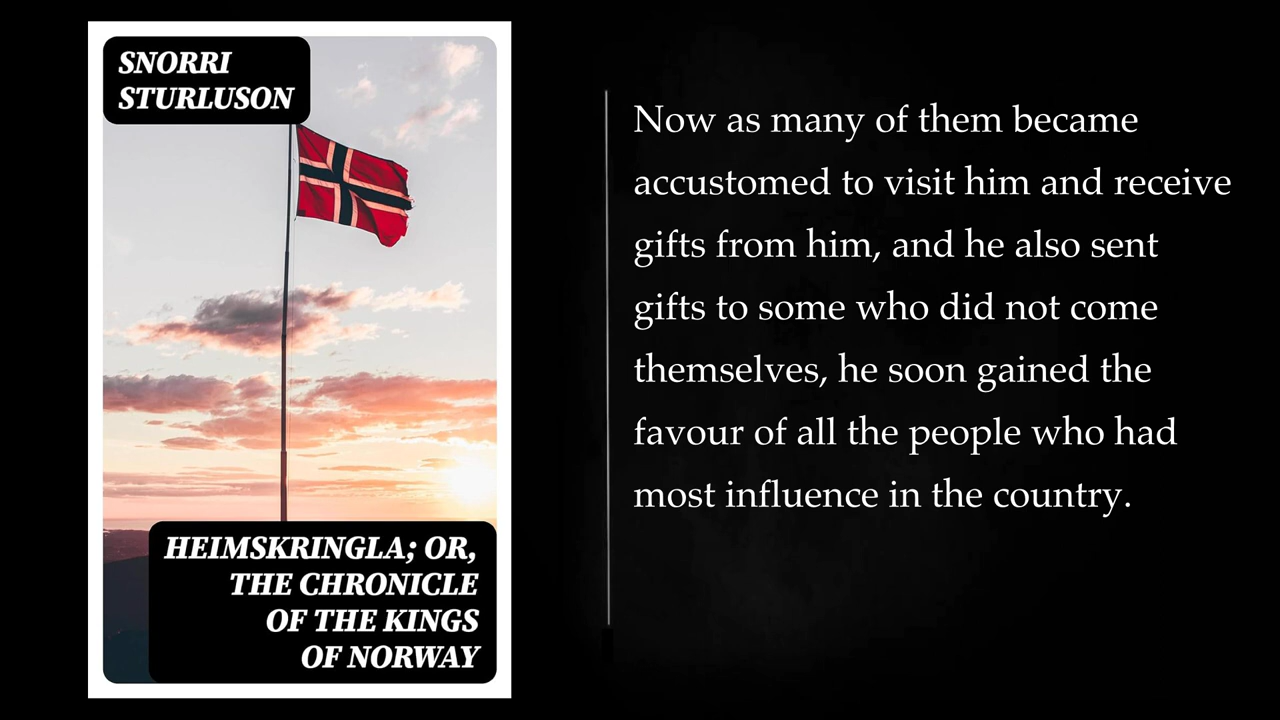 SNORRI
STURLUSON
HEIMSKRINGLA; OR,
THE CHRONICLE
OF THE KINGS
OF NORWAY
Now as many of them became
accustomed to visit him and receive
gifts from him, and he also sent
gifts to some who did not come
themselves, he soon gained the
favour of all the people who had
most influence in the country.